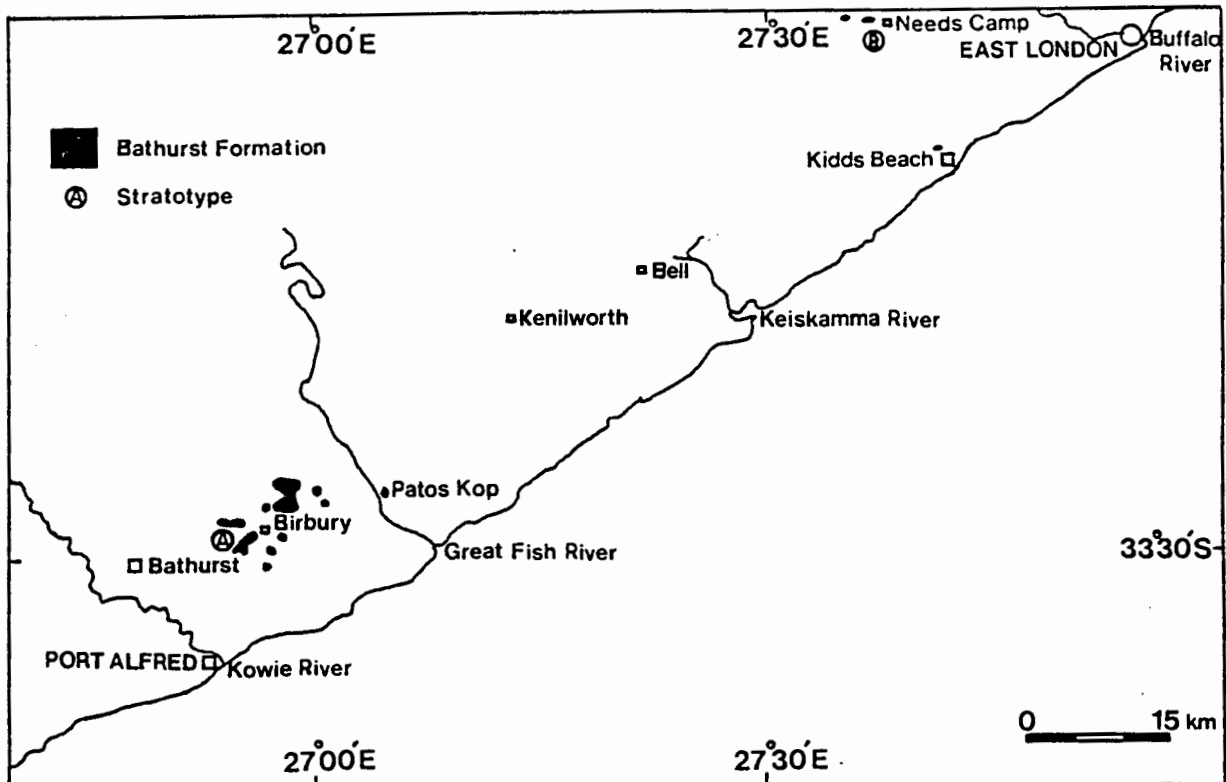 27°00′E
27°30′E
Needs Camp
B
EAST LONDON
Buffalo
River
Bathurst Formation
A Stratotype
Kidds Beach
Bell
Kenilworth
Keiskamma River
Patos Kop
Birbury
A
Bathurst
Great Fish River
33°30′S
PORT ALFRED
Kowie River
0 15 km
27°00′E
27°30′E